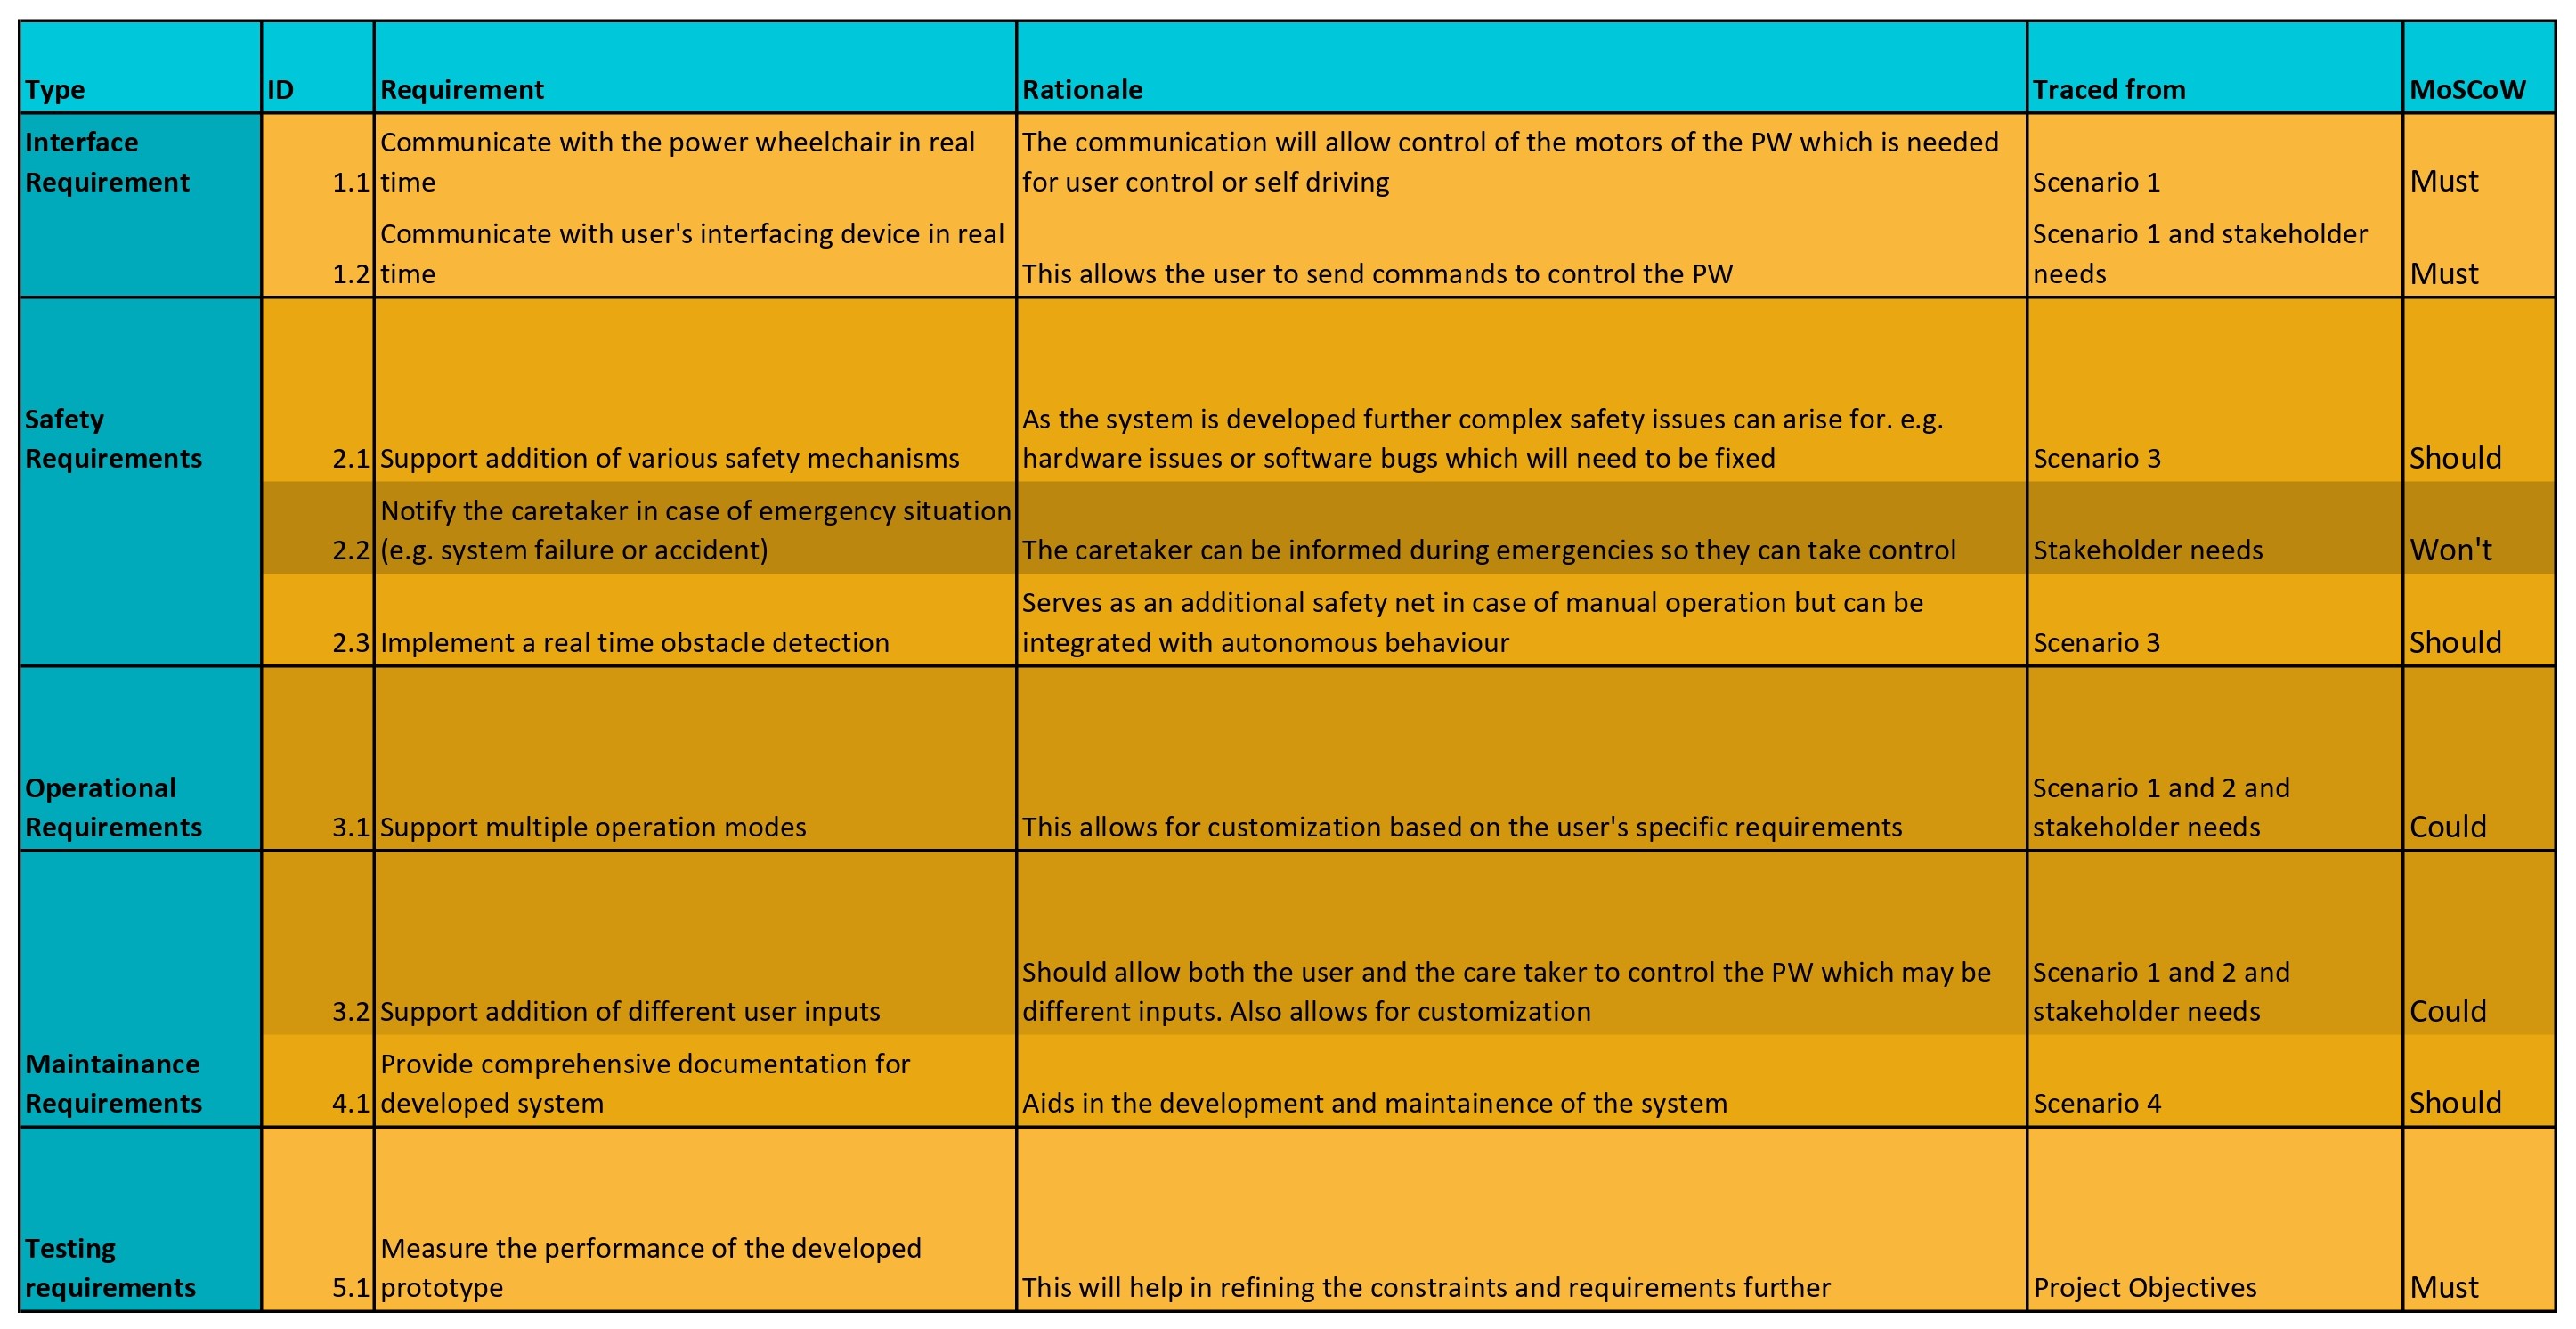 Type ID Requirement Rationale Traced from MoSCoW
Interface
Requirement
1.1
Communicate with the power wheelchair in real
time
The communication will allow control of the motors of the PW which is needed
for user control or self driving
Scenario 1
Must
1.2
Communicate with user's interfacing device in real
time
This allows the user to send commands to control the PW
Scenario 1 and stakeholder
needs
Must
Safety
Requirements
2.1
Support addition of various safety mechanisms
As the system is developed further complex safety issues can arise for. e.g.
hardware issues or software bugs which will need to be fixed
Scenario 3
Should
2.2
Notify the caretaker in case of emergency situation
(e.g. system failure or accident)
The caretaker can be informed during emergencies so they can take control
Stakeholder needs
Won't
2.3
Implement a real time obstacle detection
Serves as an additional safety net in case of manual operation but can be
integrated with autonomous behaviour
Scenario 3
Should
Operational
Requirements
3.1
Support multiple operation modes
This allows for customization based on the user's specific requirements
Scenario 1 and 2 and
stakeholder needs
Could
3.2
Support addition of different user inputs
Should allow both the user and the care taker to control the PW which may be
different inputs. Also allows for customization
Scenario 1 and 2 and
stakeholder needs
Could
Maintainance
Requirements
4.1
Provide comprehensive documentation for
developed system
Aids in the development and maintainence of the system
Scenario 4
Should
Testing
requirements
5.1
Measure the performance of the developed
prototype
This will help in refining the constraints and requirements further
Project Objectives
Must